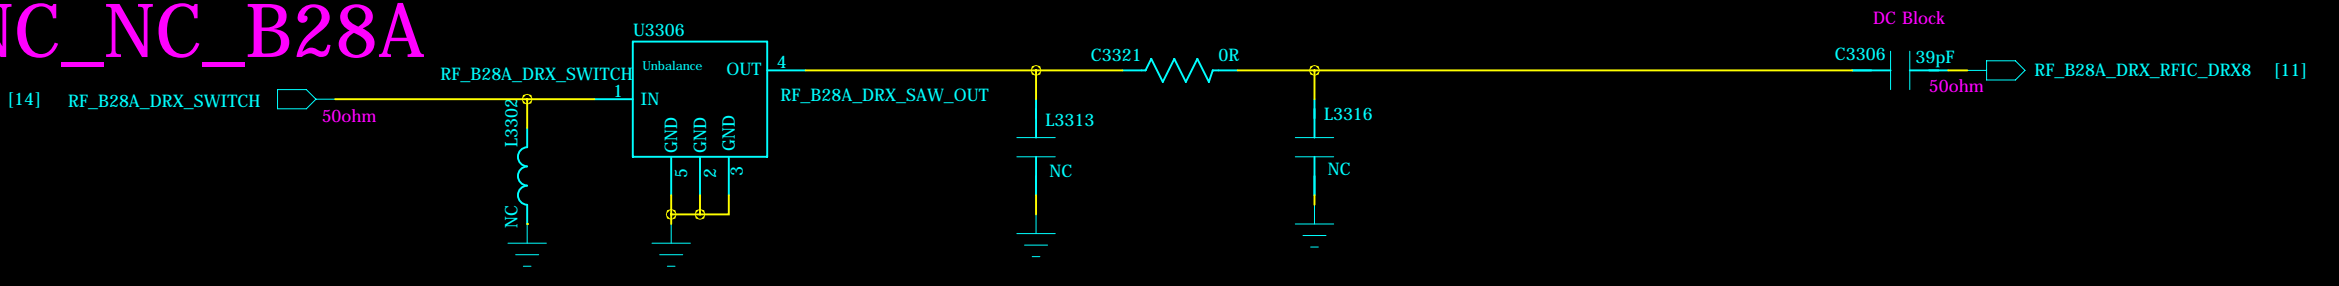 NC_NC_B28A
[14] RF_B28A_DRX_SWITCH
50ohm
L3302
NC
RF_B28A_DRX_SWITCH
1
U3306
Unbalance
OUT
IN
GND
GND
GND
5
2
3
4
RF_B28A_DRX_SAW_OUT
L3313
NC
C3321
0R
L3316
NC
DC Block
C3306
39pF
50ohm
RF_B28A_DRX_RFIC_DRX8 [11]